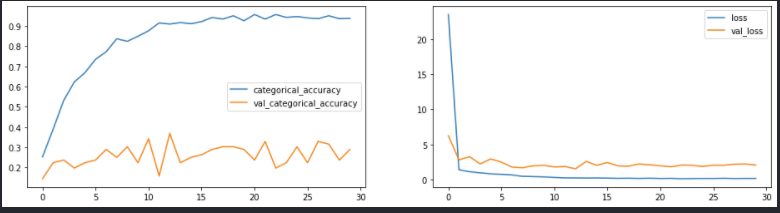 0.9
0.8
0.7
0.6
0.5
0.4
0.3
0.2
0 5 10 15 20 25 30
categorical_accuracy
val_categorical_accuracy
20
15
10
5
0
0 5 10 15 20 25 30
loss
val_loss